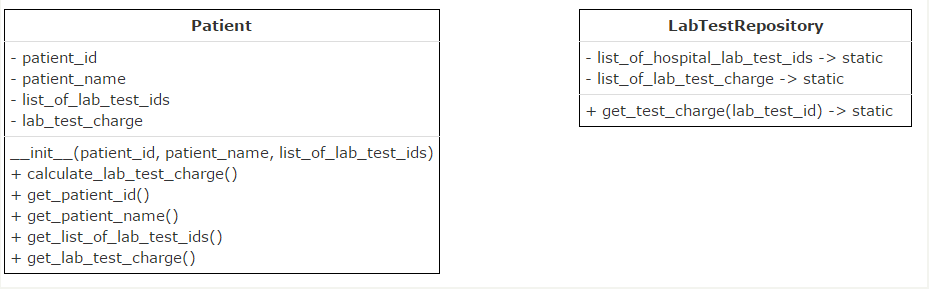 Patient
- patient_id
- patient_name
- list_of_lab_test_ids
- lab_test_charge
__init__(patient_id, patient_name, list_of_lab_test_ids)
+ calculate_lab_test_charge()
+ get_patient_id()
+ get_patient_name()
+ get_list_of_lab_test_ids()
+ get_lab_test_charge()
LabTestRepository
- list_of_hospital_lab_test_ids -> static
- list_of_lab_test_charge -> static
+ get_test_charge(lab_test_id) -> static